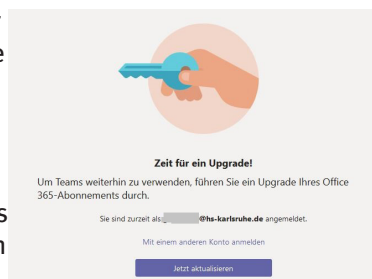 e
Zeit für ein Upgrade!
Um Teams weiterhin zu verwenden, führen Sie ein Upgrade Ihres Office
365-Abonnements durch.
s
Sie sind zurzeit als @hs-karlsruhe.de angemeldet.
n
Mit einem anderen Konto anmelden
Jetzt aktualisieren